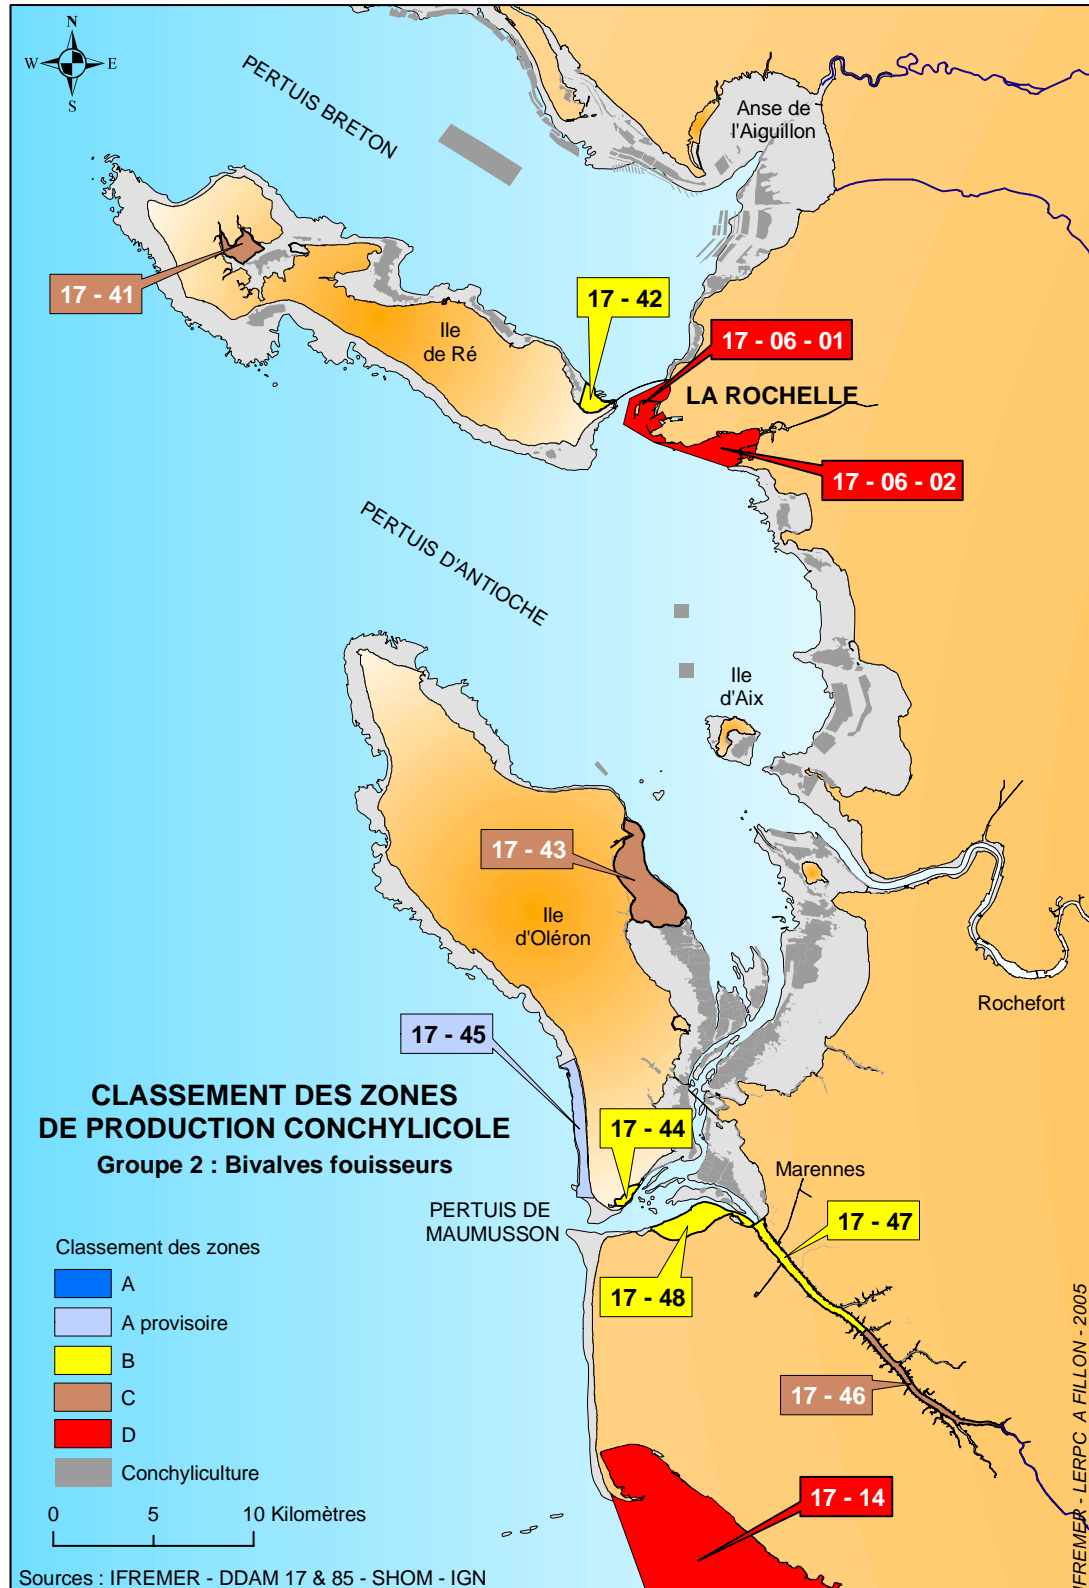 N
W E
S
PERTUIS BRETON
Anse de
l'Aiguillon
17 - 41
17 - 42
Ile
de Ré
17 - 06 - 01
LA ROCHELLE
17 - 06 - 02
PERTUIS D'ANTIOCHE
Ile
d'Aix
17 - 43
Ile
d'Oléron
Rochefort
17 - 45
CLASSEMENT DES ZONES
DE PRODUCTION CONCHYLICOLE
Groupe 2 : Bivalves fouisseurs
17 - 44
Marennes
PERTUIS DE
MAUMUSSON
17 - 47
17 - 48
Classement des zones
A
A provisoire
B
C
D
Conchyliculture
17 - 46
17 - 14
0 5 10 Kilomètres
Sources : IFREMER - DDAM 17 & 85 - SHOM - IGN
IFREMER - LERPC A FILLON - 2005